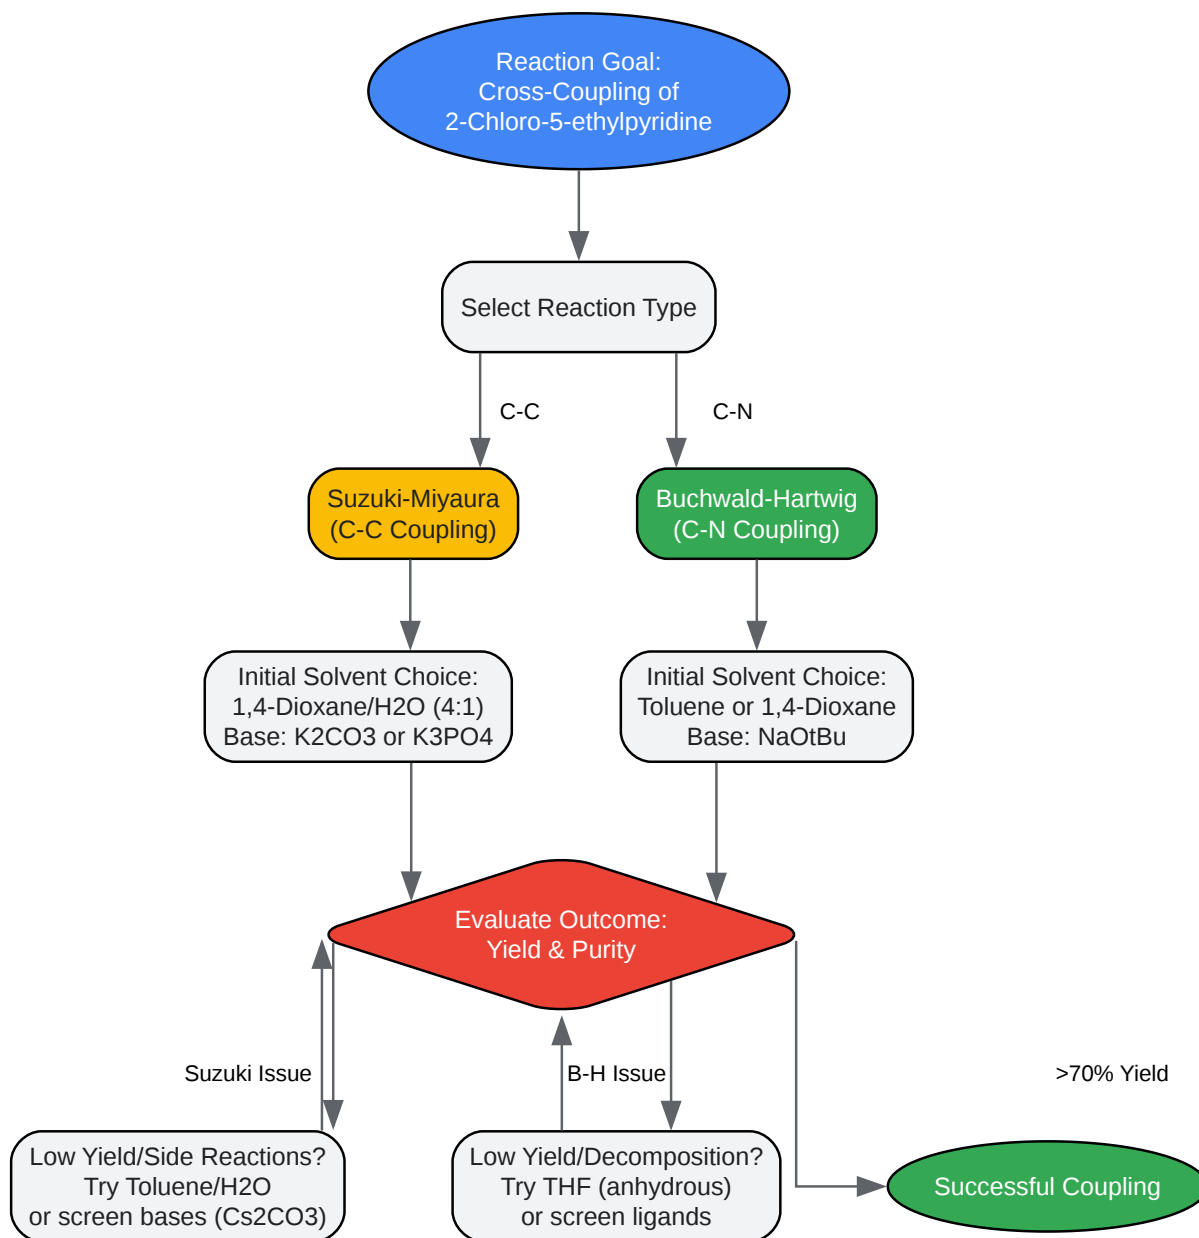 Reaction Goal:
Cross-Coupling of
2-Chloro-5-ethylpyridine
Select Reaction Type
C-C
C-N
Suzuki-Miyaura
(C-C Coupling)
Buchwald-Hartwig
(C-N Coupling)
Initial Solvent Choice:
1,4-Dioxane/H2O (4:1)
Base: K2CO3 or K3PO4
Initial Solvent Choice:
Toluene or 1,4-Dioxane
Base: NaOtBu
Evaluate Outcome:
Yield & Purity
Suzuki Issue
B-H Issue
>70% Yield
Low Yield/Side Reactions?
Try Toluene/H2O
or screen bases (Cs2CO3)
Low Yield/Decomposition?
Try THF (anhydrous)
or screen ligands
Successful Coupling